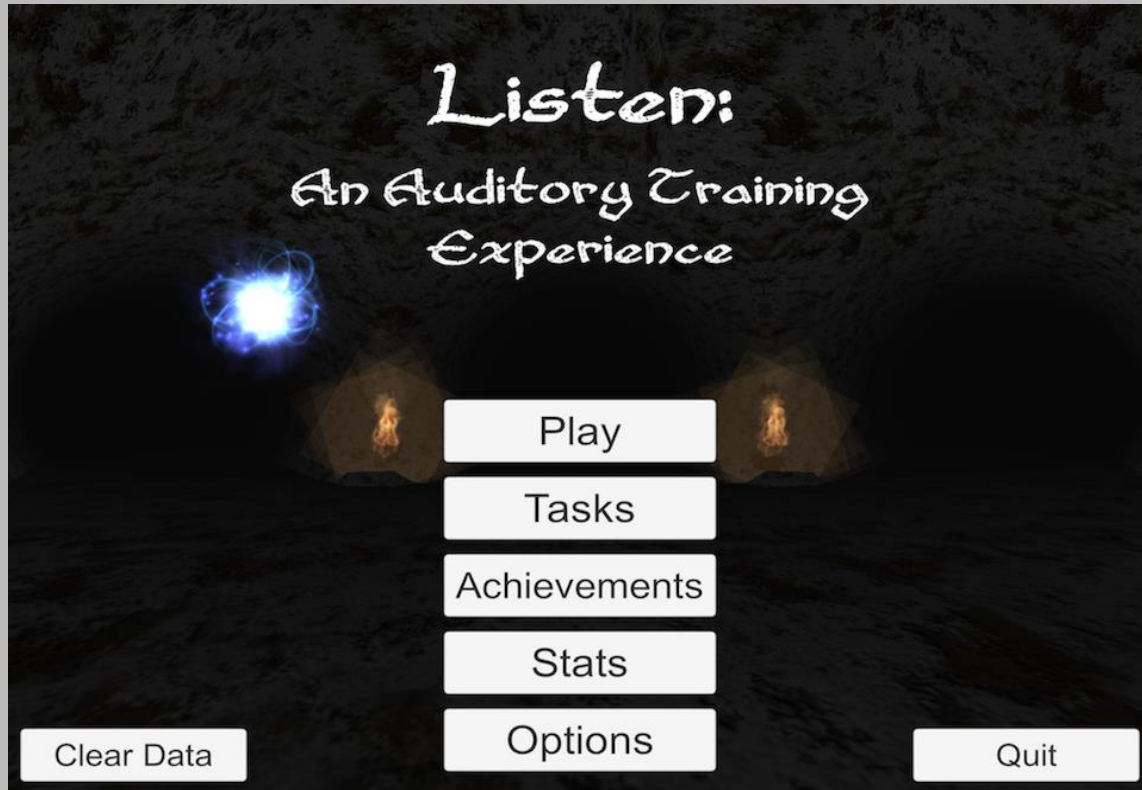 Listen:
An Auditory Training
Experience
Play
Tasks
Achievements
Stats
Options
Clear Data
Quit